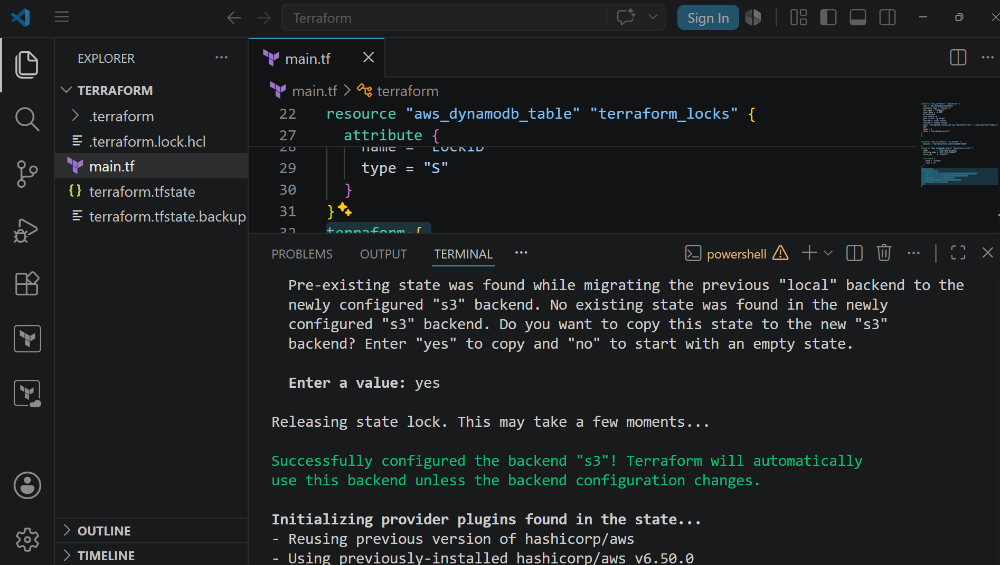 Terraform
Sign In
EXPLORER
TERRAFORM
.terraform
.terraform.lock.hcl
main.tf
terraform.tfstate
terraform.tfstate.backup
OUTLINE
TIMELINE
main.tf
main.tf > terraform
22 resource "aws_dynamodb_table" "terraform_locks" {
27 attribute {
28 name = "LockID"
29 type = "S"
30 }
31 }
32 terraform {
PROBLEMS OUTPUT TERMINAL
powershell
Pre-existing state was found while migrating the previous "local" backend to the
newly configured "s3" backend. No existing state was found in the newly
configured "s3" backend. Do you want to copy this state to the new "s3"
backend? Enter "yes" to copy and "no" to start with an empty state.
Enter a value: yes
Releasing state lock. This may take a few moments...
Successfully configured the backend "s3"! Terraform will automatically
use this backend unless the backend configuration changes.
Initializing provider plugins found in the state...
- Reusing previous version of hashicorp/aws
- Using previously-installed hashicorp/aws v6.50.0